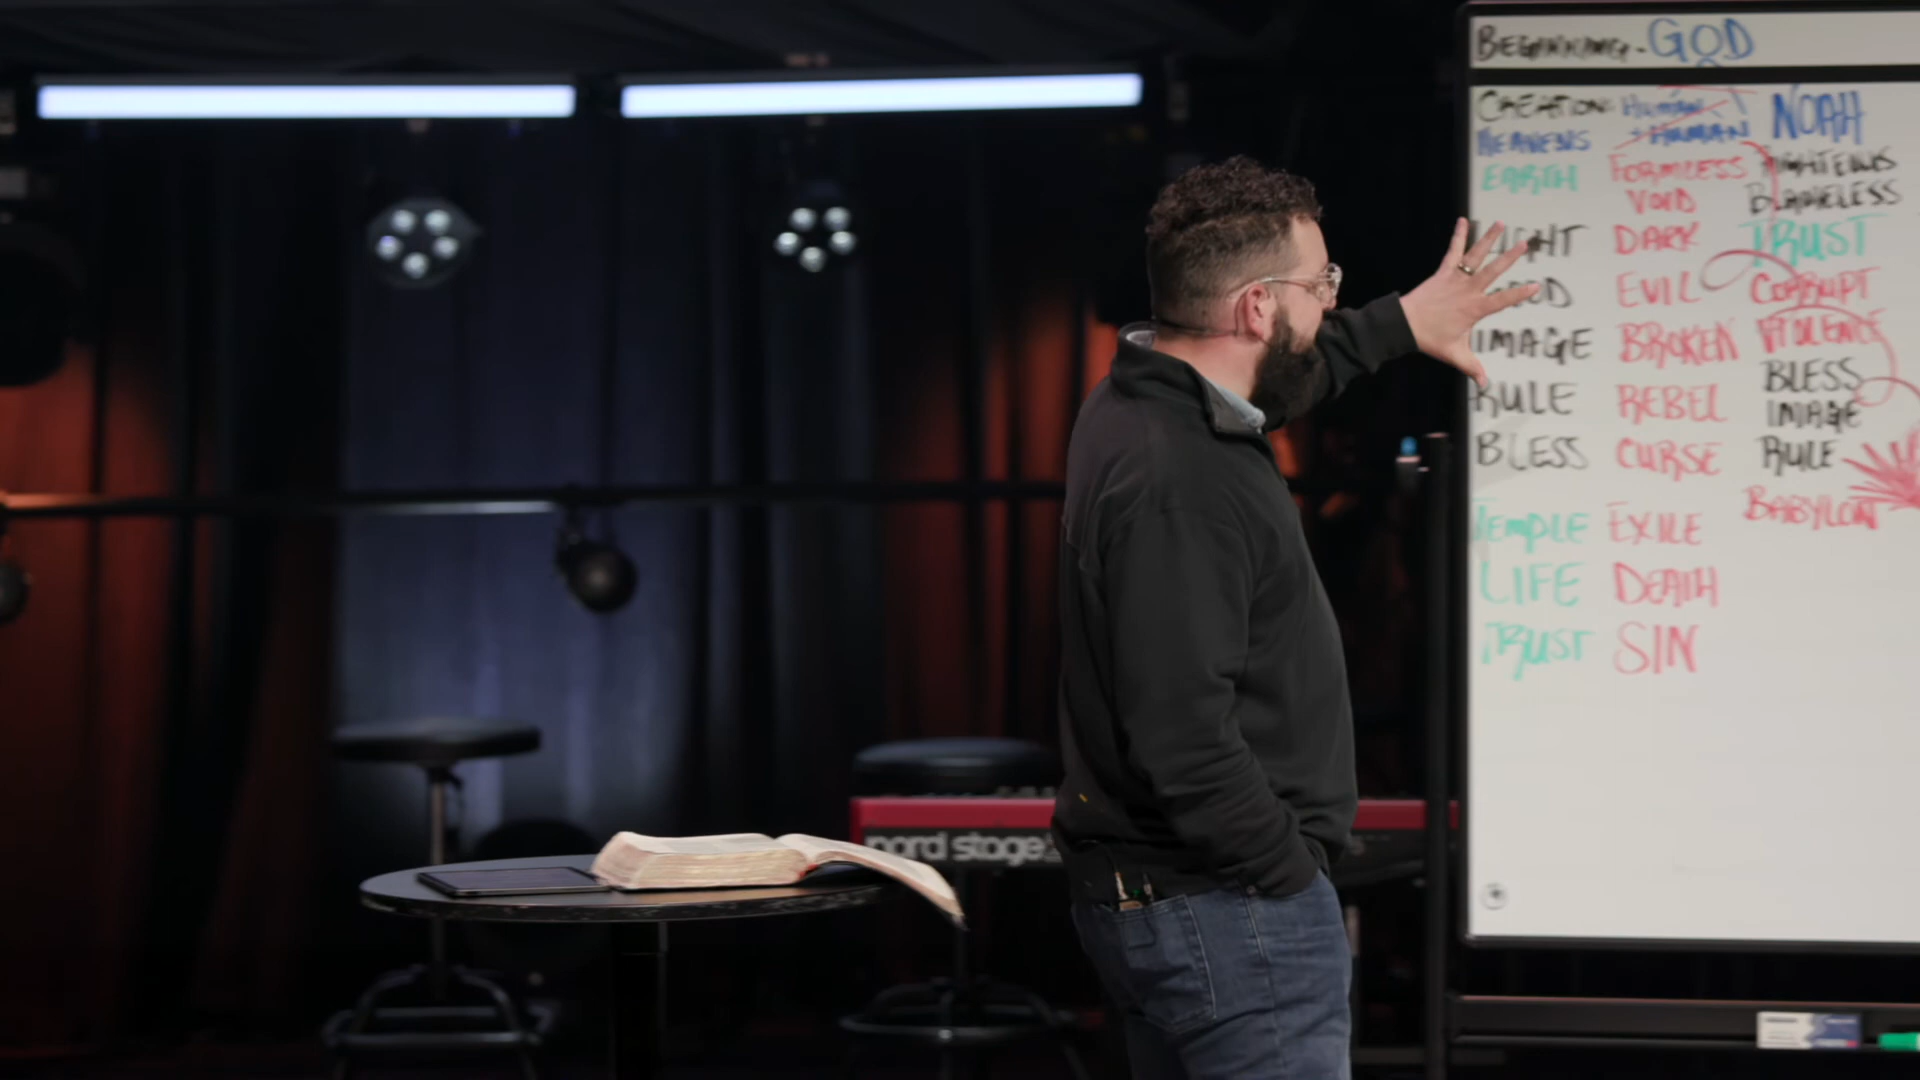 BEGINNING - GOD
CREATION: HUMAN NOAH
HEAVENS + HUMAN
EARTH FORMLESS RIGHTEOUS
VOID BLAMELESS
LIGHT DARK TRUST
GOOD EVIL CORRUPT
IMAGE BROKEN VIOLENCE
BLESS
RULE REBEL IMAGE
BLESS CURSE RULE
TEMPLE EXILE BABYLON
LIFE DEATH
TRUST SIN
nord stage